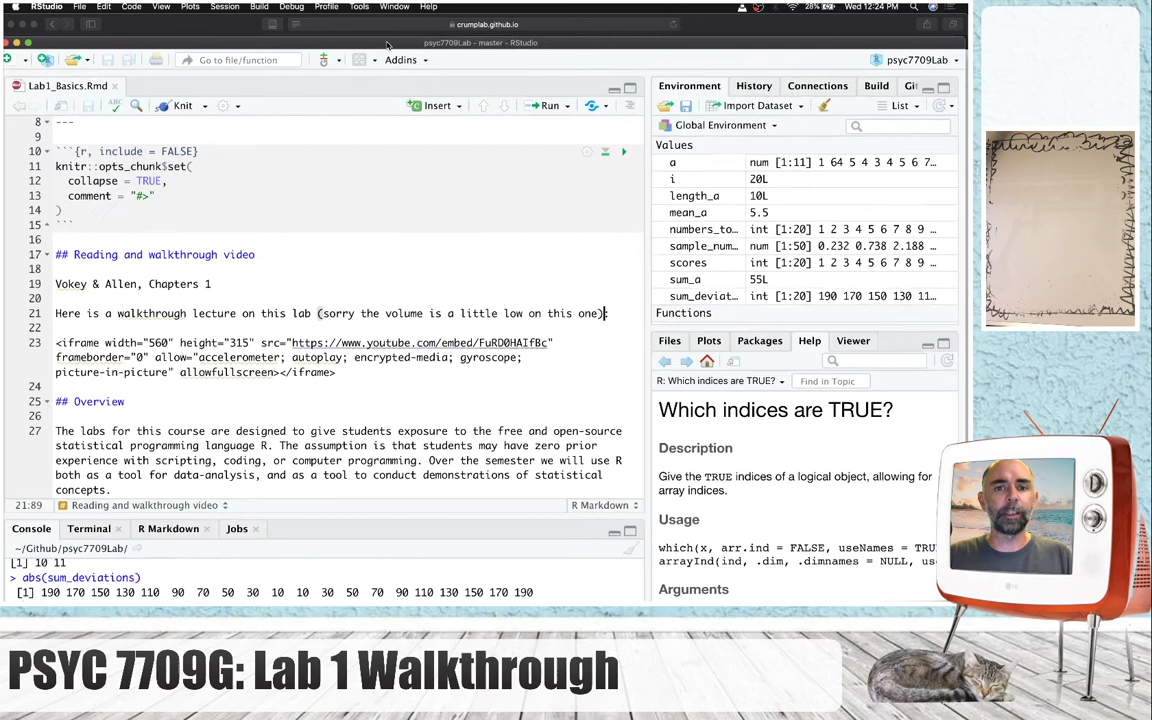 RStudio File Edit Code View Plots Session Build Debug Profile Tools Window Help 28% Wed 12:24 PM
crumplab.github.io
psyc7709Lab - master - RStudio
Go to file/function Addins psyc7709Lab
Lab1_Basics.Rmd
Knit Insert Run
8 ---
9
10 ```{r, include = FALSE}
11 knitr::opts_chunk$set(
12 collapse = TRUE,
13 comment = "#>"
14 )
15 ```
16
17 ## Reading and walkthrough video
18
19 Vokey & Allen, Chapters 1
20
21 Here is a walkthrough lecture on this lab (sorry the volume is a little low on this one):
22
23 <iframe width="560" height="315" src="https://www.youtube.com/embed/FuRD0HAIfBc"
frameborder="0" allow="accelerometer; autoplay; encrypted-media; gyroscope;
picture-in-picture" allowfullscreen></iframe>
24
25 ## Overview
26
27 The labs for this course are designed to give students exposure to the free and open-source
statistical programming language R. The assumption is that students may have zero prior
experience with scripting, coding, or computer programming. Over the semester we will use R
both as a tool for data-analysis, and as a tool to conduct demonstrations of statistical
concepts.
21:89 Reading and walkthrough video R Markdown
Console Terminal R Markdown Jobs
~/Github/psyc7709Lab/
[1] 10 11
> abs(sum_deviations)
[1] 190 170 150 130 110 90 70 50 30 10 10 30 50 70 90 110 130 150 170 190
Environment History Connections Build Gi
Import Dataset List
Global Environment
Values
a num [1:11] 1 64 5 4 3 4 5 6 7…
i 20L
length_a 10L
mean_a 5.5
numbers_to… int [1:20] 1 2 3 4 5 6 7 8 9 …
sample_num… num [1:50] 0.232 0.738 2.188 …
scores int [1:20] 1 2 3 4 5 6 7 8 9 …
sum_a 55L
sum_deviat… int [1:20] 190 170 150 130 11…
Functions
Files Plots Packages Help Viewer
R: Which indices are TRUE? Find in Topic
Which indices are TRUE?
Description
Give the TRUE indices of a logical object, allowing for
array indices.
Usage
which(x, arr.ind = FALSE, useNames = TRU
arrayInd(ind, .dim, .dimnames = NULL, us
Arguments
PSYC 7709G: Lab 1 Walkthrough